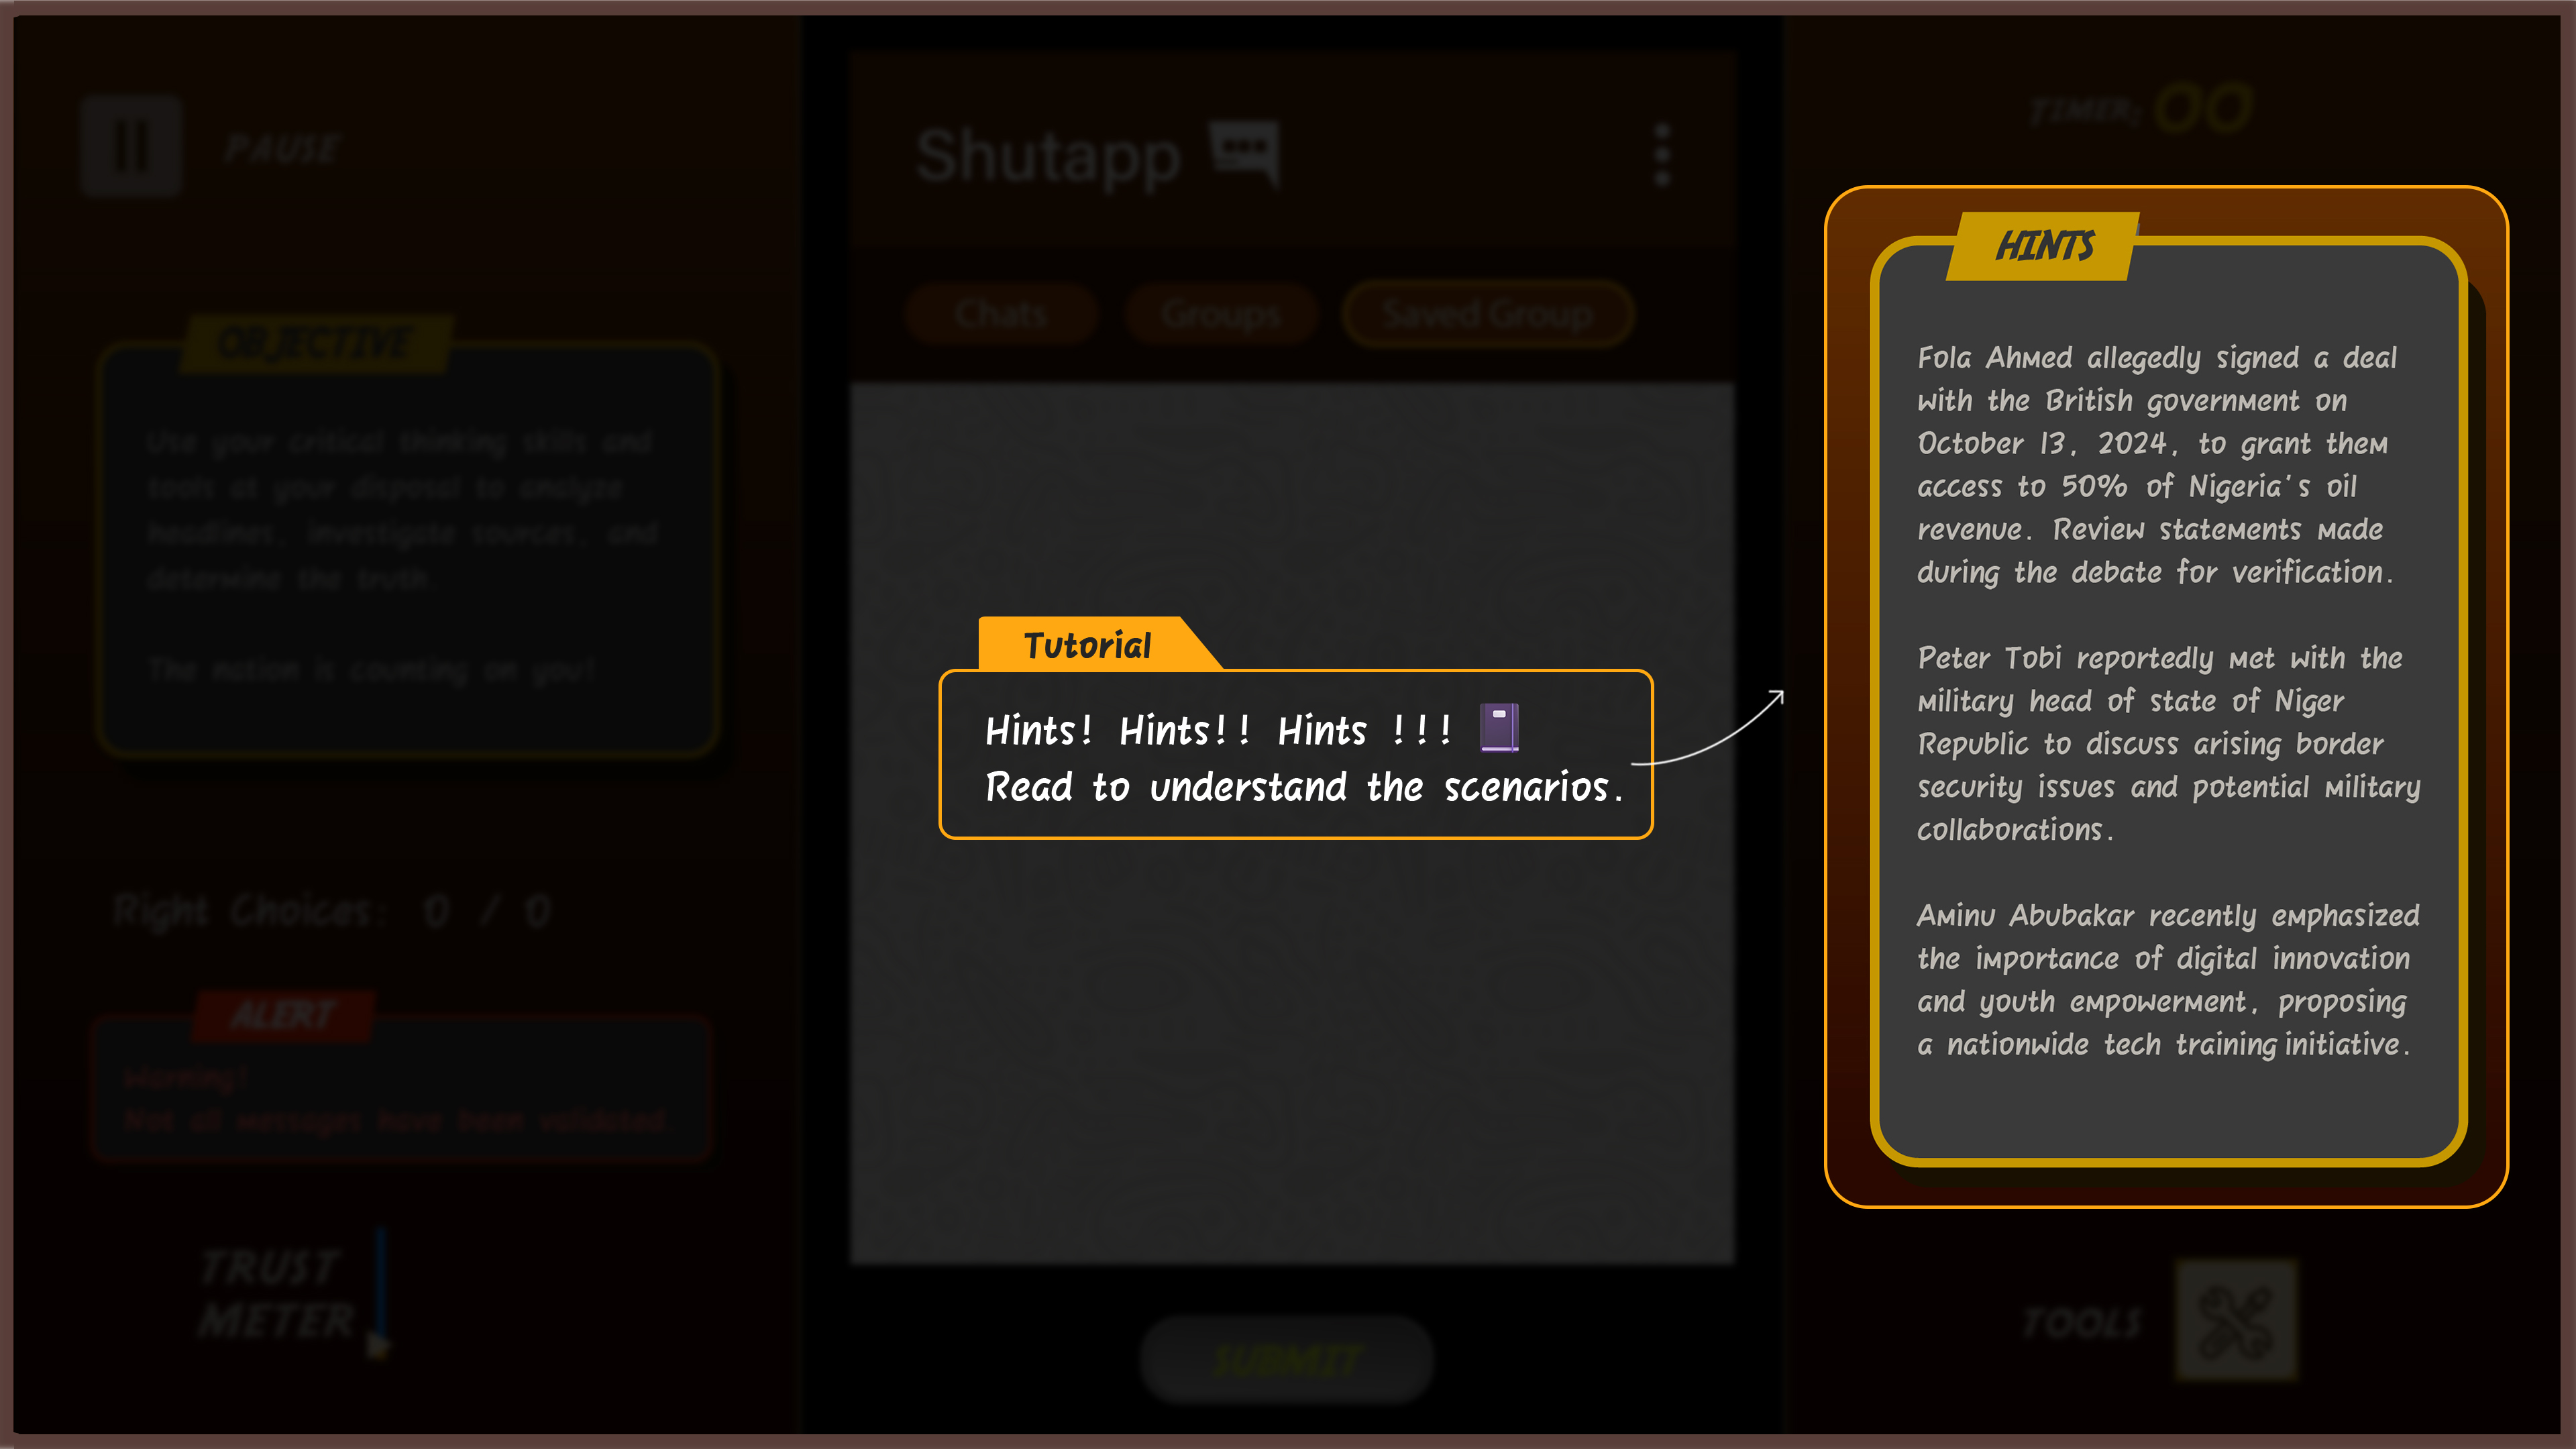 PAUSE
OBJECTIVE
Use your critical thinking skills and
tools at your disposal to analyze
headlines, investigate sources, and
determine the truth.
The nation is counting on you!
Right Choices: 0 / 0
ALERT
Warning!
Not all messages have been validated
TRUST
METER
Shutapp
Chats
Groups
Saved Group
Tutorial
Hints! Hints!! Hints !!!
Read to understand the scenarios.
SUBMIT
TIMER: 00
HINTS
Fola Ahmed allegedly signed a deal
with the British government on
October 13, 2024, to grant them
access to 50% of Nigeria's oil
revenue. Review statements made
during the debate for verification.
Peter Tobi reportedly met with the
military head of state of Niger
Republic to discuss arising border
security issues and potential military
collaborations.
Aminu Abubakar recently emphasized
the importance of digital innovation
and youth empowerment, proposing
a nationwide tech training initiative.
TOOLS